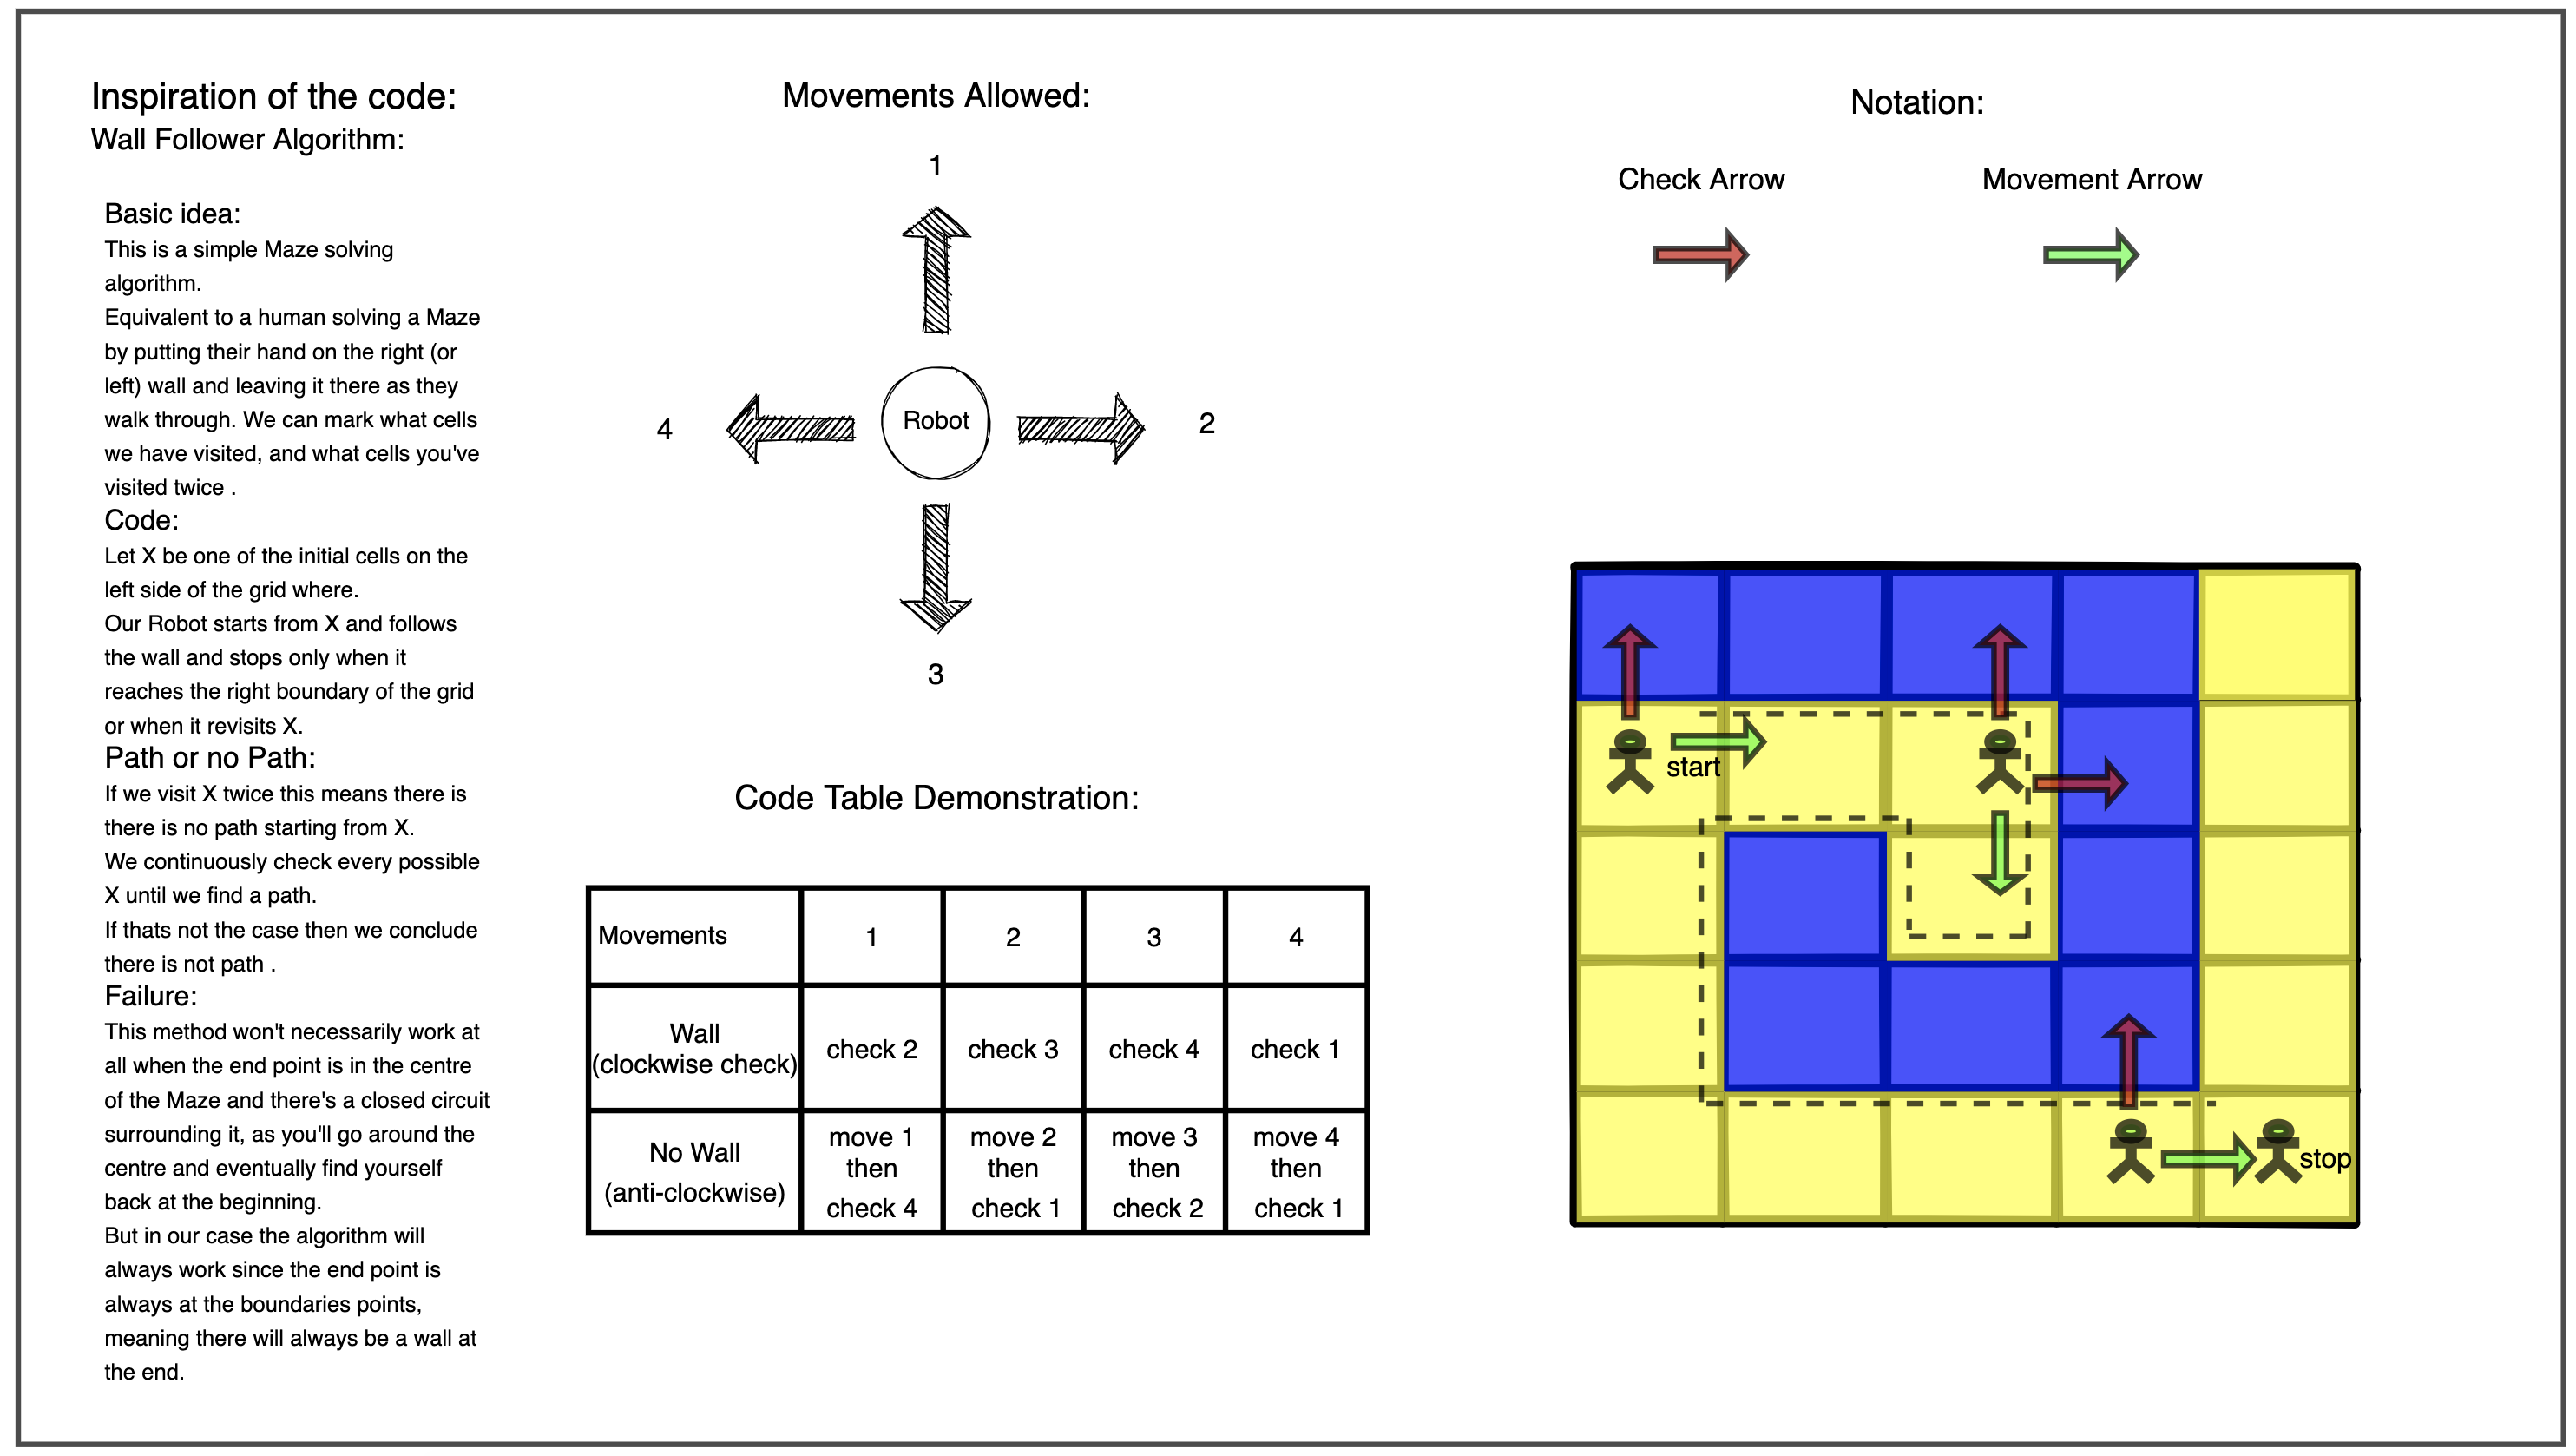 Inspiration of the code:
Wall Follower Algorithm:
Basic idea:
This is a simple Maze solving
algorithm.
Equivalent to a human solving a Maze
by putting their hand on the right (or
left) wall and leaving it there as they
walk through. We can mark what cells
we have visited, and what cells you've
visited twice .
Code:
Let X be one of the initial cells on the
left side of the grid where.
Our Robot starts from X and follows
the wall and stops only when it
reaches the right boundary of the grid
or when it revisits X.
Path or no Path:
If we visit X twice this means there is
there is no path starting from X.
We continuously check every possible
X until we find a path.
If thats not the case then we conclude
there is not path .
Failure:
This method won't necessarily work at
all when the end point is in the centre
of the Maze and there's a closed circuit
surrounding it, as you'll go around the
centre and eventually find yourself
back at the beginning.
But in our case the algorithm will
always work since the end point is
always at the boundaries points,
meaning there will always be a wall at
the end.
Movements Allowed:
1
4
Robot
2
3
Code Table Demonstration:
Movements 1 2 3 4
Wall
(clockwise check) check 2 check 3 check 4 check 1
No Wall
(anti-clockwise)
move 1
then
check 4
move 2
then
check 1
move 3
then
check 2
move 4
then
check 1
Notation:
Check Arrow
Movement Arrow
start
stop